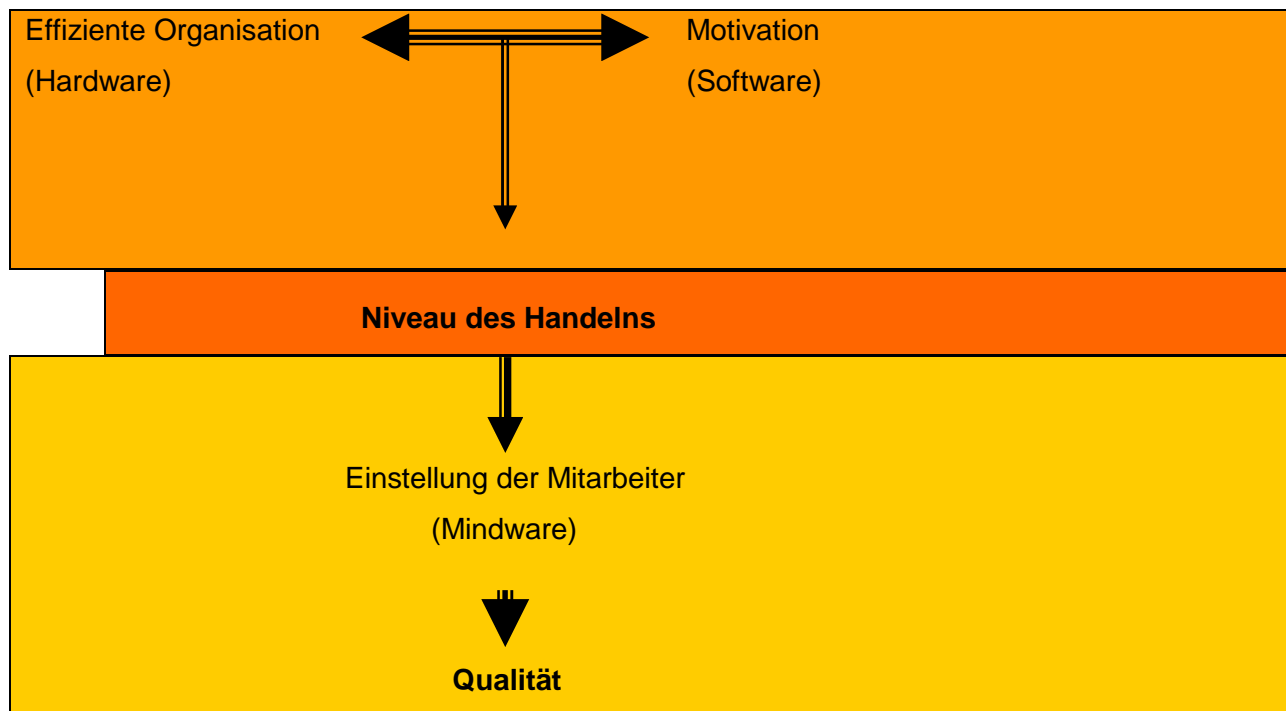 Effiziente Organisation
(Hardware)
Motivation
(Software)
Niveau des Handelns
Einstellung der Mitarbeiter
(Mindware)
Qualität